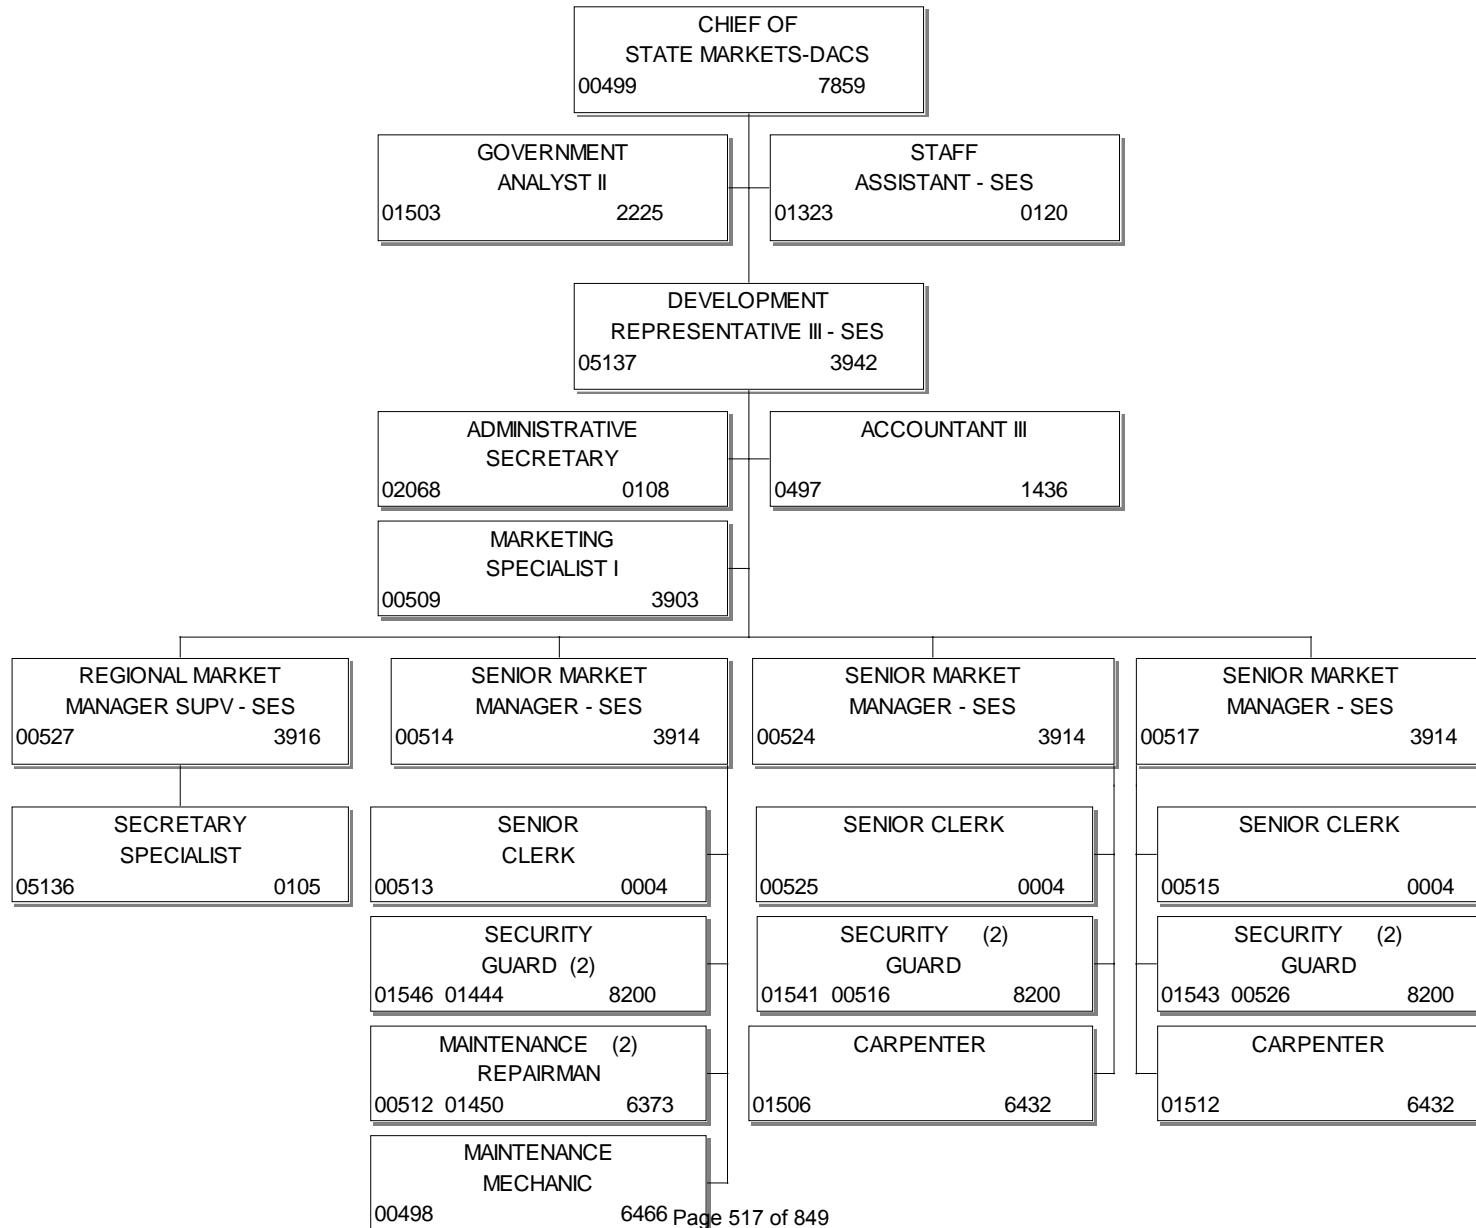 CHIEF OF
STATE MARKETS-DACS
00499 7859
GOVERNMENT
ANALYST II
01503 2225
STAFF
ASSISTANT - SES
01323 0120
DEVELOPMENT
REPRESENTATIVE III - SES
05137 3942
ADMINISTRATIVE
SECRETARY
02068 0108
ACCOUNTANT III
0497 1436
MARKETING
SPECIALIST I
00509 3903
REGIONAL MARKET
MANAGER SUPV - SES
00527 3916
SENIOR MARKET
MANAGER - SES
00514 3914
SENIOR MARKET
MANAGER - SES
00524 3914
SENIOR MARKET
MANAGER - SES
00517 3914
SECRETARY
SPECIALIST
05136 0105
SENIOR
CLERK
00513 0004
SENIOR CLERK
00525 0004
SENIOR CLERK
00515 0004
SECURITY
GUARD (2)
01546 01444 8200
SECURITY (2)
GUARD
01541 00516 8200
SECURITY (2)
GUARD
01543 00526 8200
MAINTENANCE (2)
REPAIRMAN
00512 01450 6373
CARPENTER
01506 6432
CARPENTER
01512 6432
MAINTENANCE
MECHANIC
00498 6466
Page 517 of 849